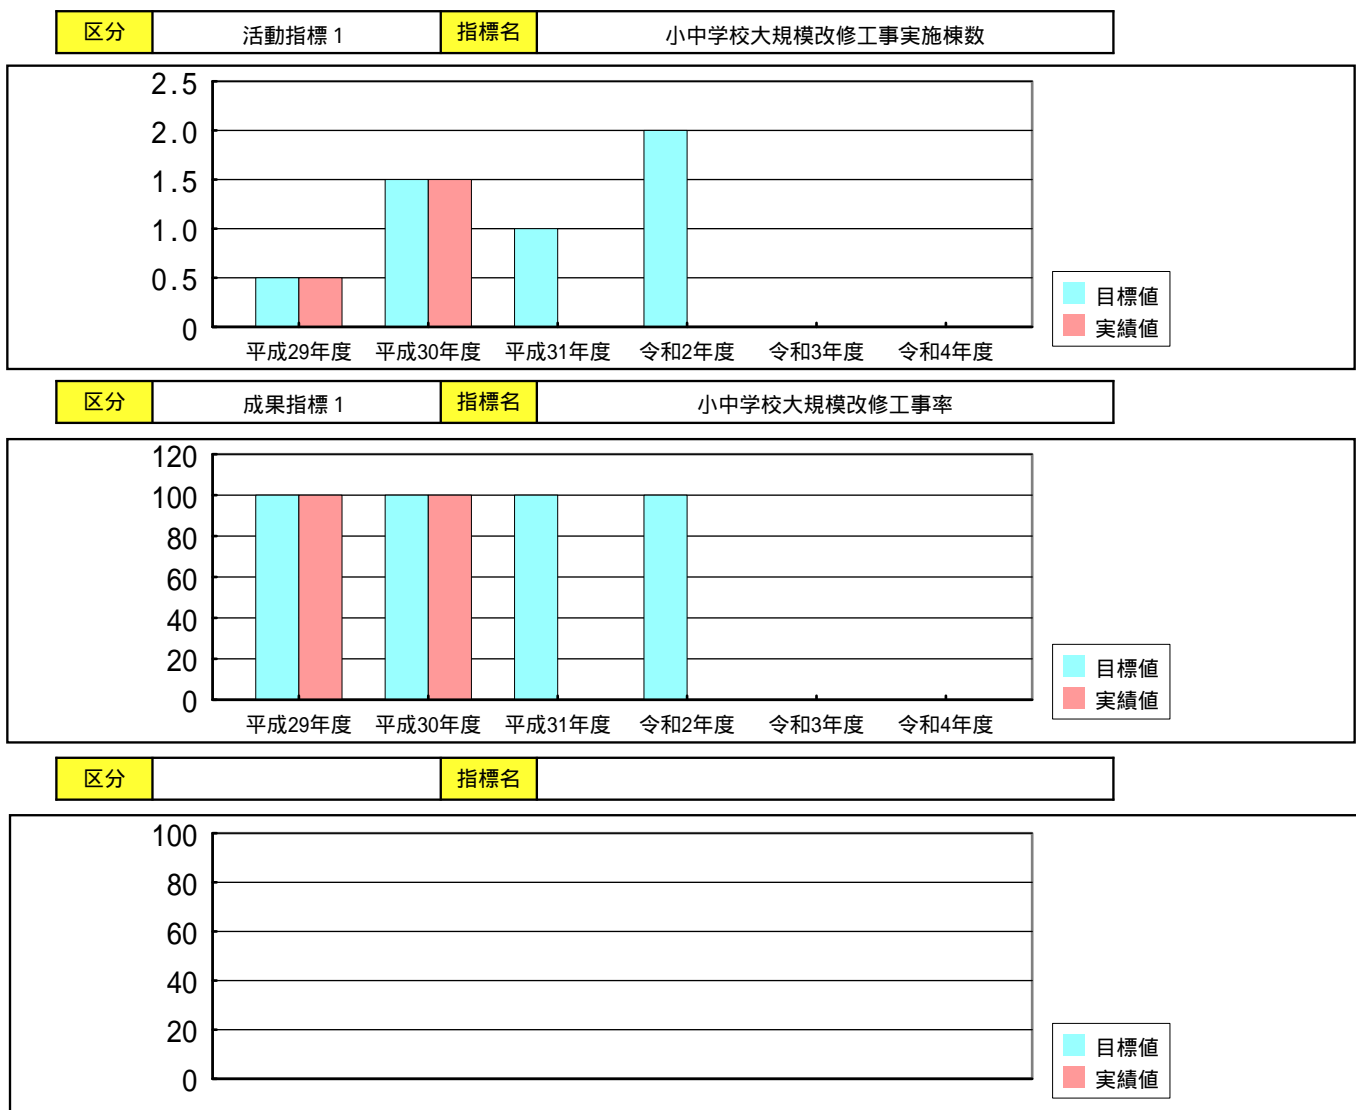 区分 活動指標1 指標名 小中学校大規模改修工事実施棟数
2.5
2.0
1.5
1.0
0.5
0
平成29年度 平成30年度 平成31年度 令和2年度 令和3年度 令和4年度
目標値
実績値
区分 成果指標1 指標名 小中学校大規模改修工事率
120
100
80
60
40
20
0
平成29年度 平成30年度 平成31年度 令和2年度 令和3年度 令和4年度
目標値
実績値
区分 指標名
100
80
60
40
20
0
目標値
実績値